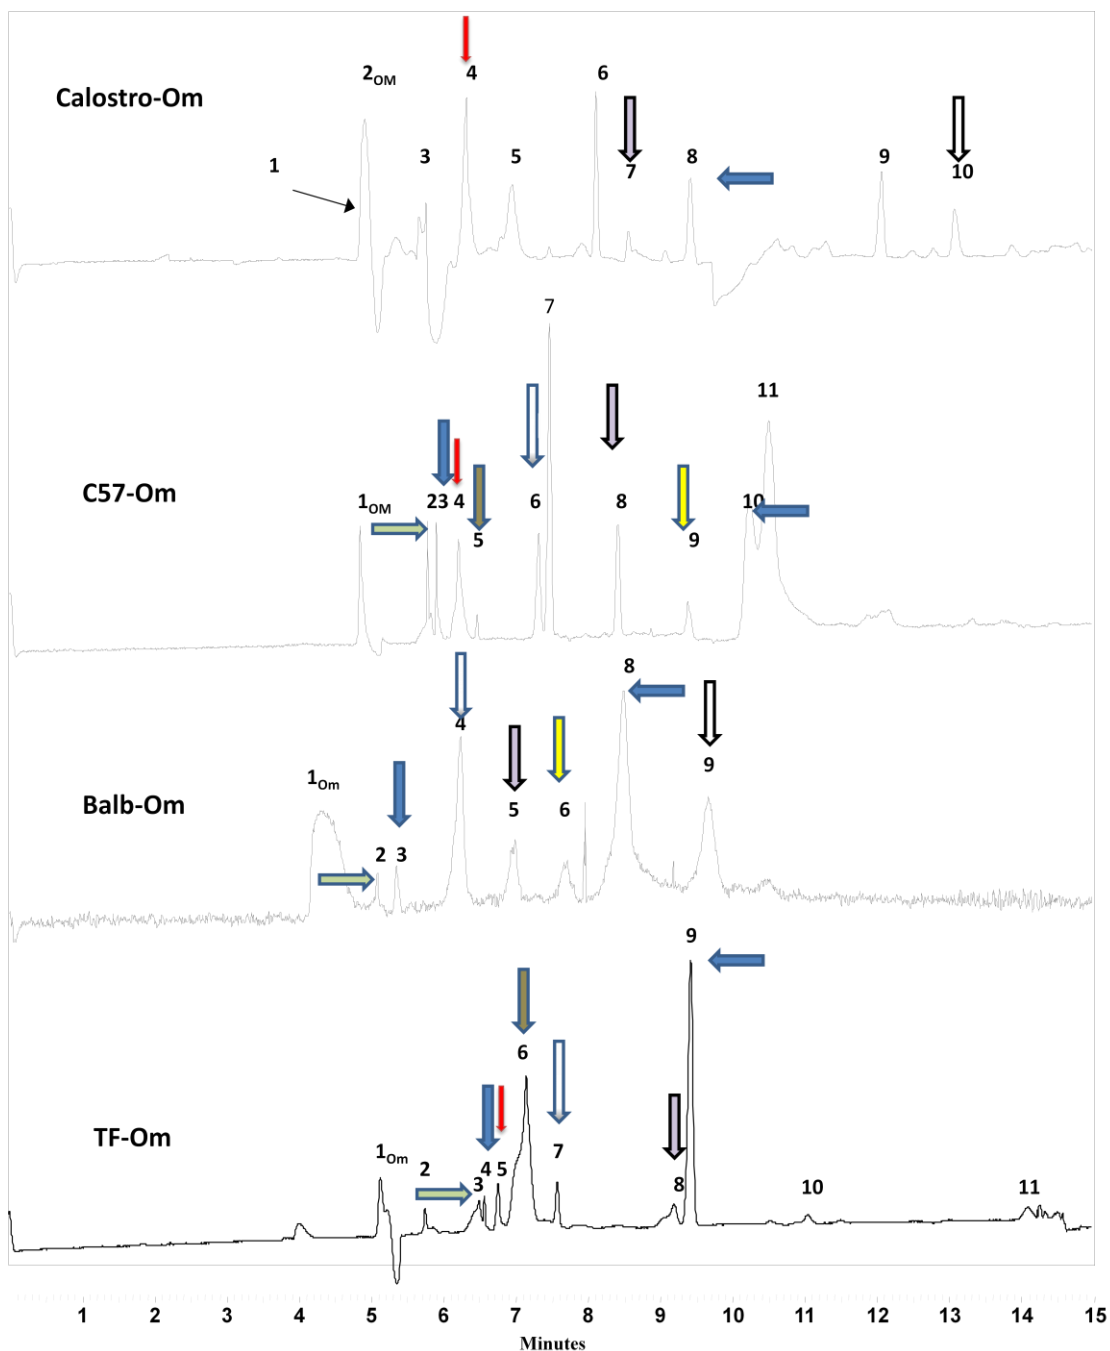 2OM 4 6
Calostro-Om
1 3 5 7 8 9 10
7
11
C57-Om
1OM 23 4 6 8 10
5 9
8
4
1Om 9
Balb-Om 5 6
2 3
9
6
TF-Om
1Om 2 4 5 7
3 8 10 11
1 2 3 4 5 6 7 8 9 10 11 12 13 14 15
Minutes